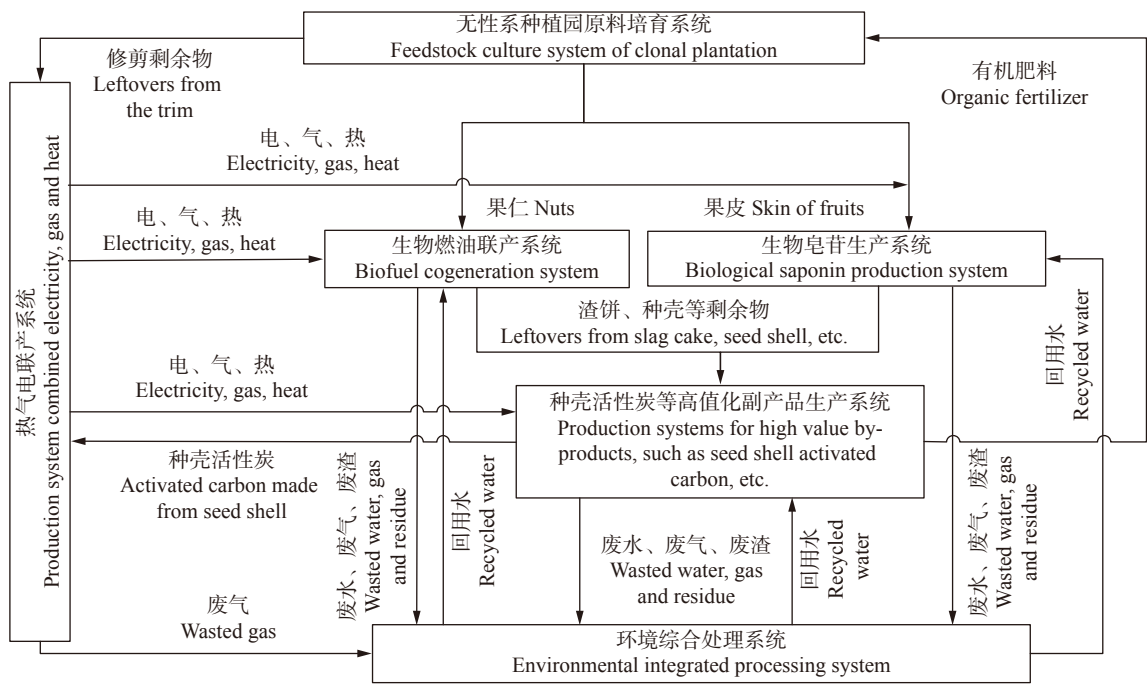 无性系种植园原料培育系统
Feedstock culture system of clonal plantation
修剪剩余物
Leftovers from
the trim
有机肥料
Organic fertilizer
热气电联产系统
Production system combined electricity, gas and heat
电、气、热
Electricity, gas, heat
果仁 Nuts
果皮 Skin of fruits
电、气、热
Electricity, gas, heat
生物燃油联产系统
Biofuel cogeneration system
生物皂苷生产系统
Biological saponin production system
渣饼、种壳等剩余物
Leftovers from slag cake, seed shell, etc.
回用水
Recycled water
电、气、热
Electricity, gas, heat
种壳活性炭等高值化副产品生产系统
Production systems for high value by-
products, such as seed shell activated
carbon, etc.
种壳活性炭
Activated carbon made
from seed shell
废水、废气、废渣
Wasted water, gas
and residue
回用水
Recycled water
废水、废气、废渣
Wasted water, gas
and residue
回用水
Recycled
water
废水、废气、废渣
Wasted water, gas
and residue
废气
Wasted gas
环境综合处理系统
Environmental integrated processing system